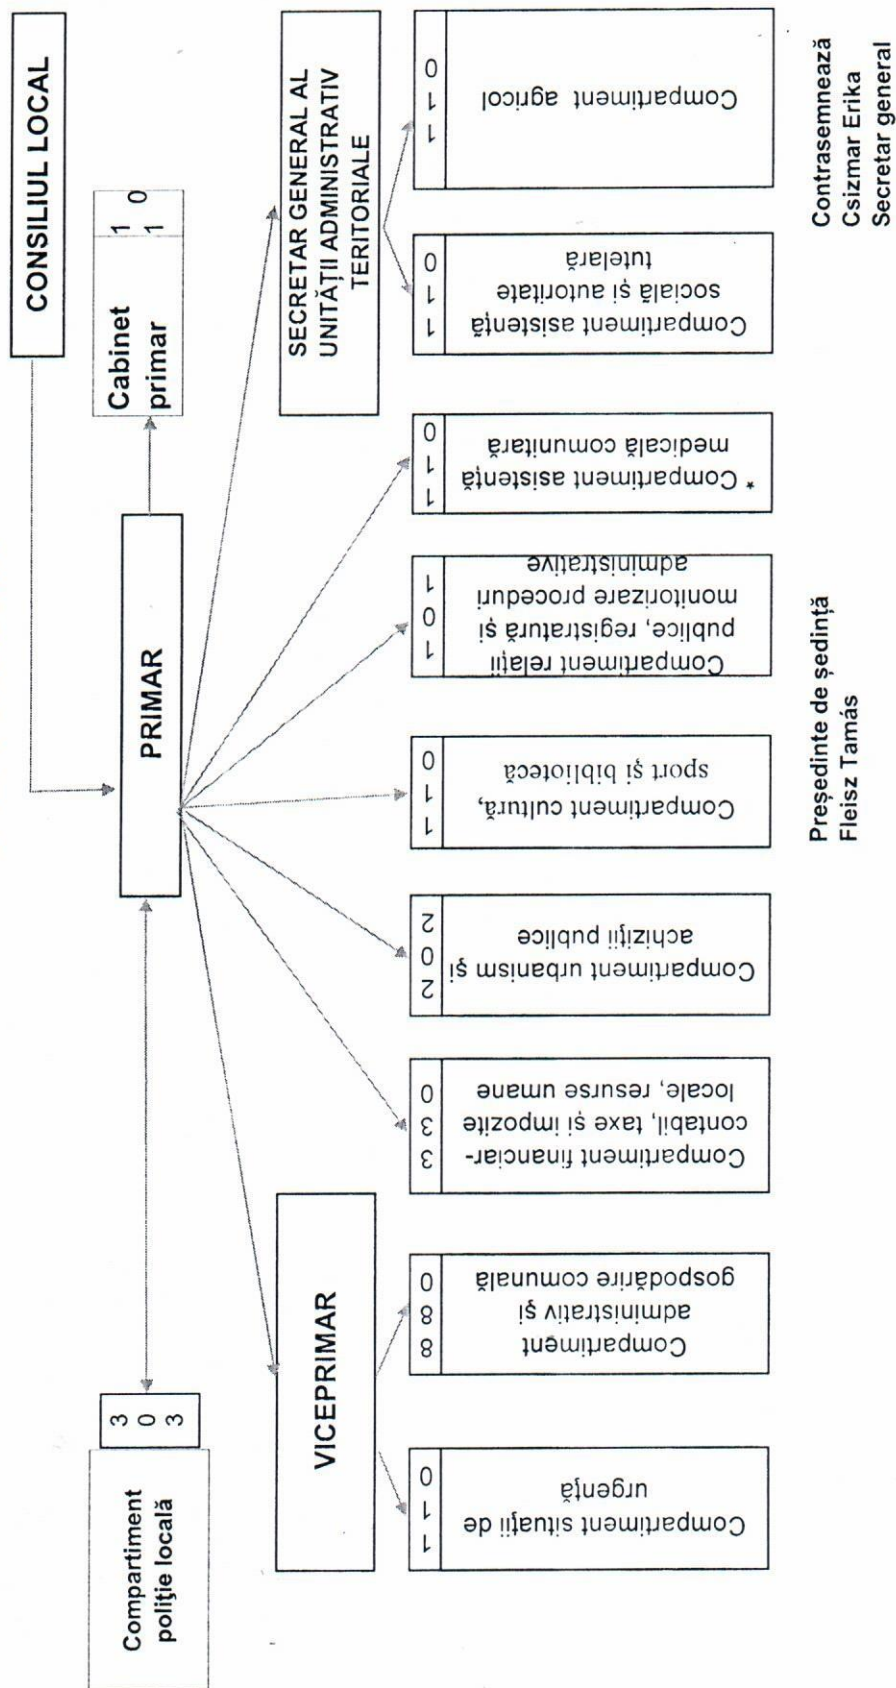 CONSILIUL LOCAL
Compartiment
poliție locală
3
0
3
PRIMAR
Cabinet
primar
1 0
1
VICEPRIMAR
SECRETAR GENERAL AL
UNITĂȚII ADMINISTRATIV
TERITORIALE
1 1 0
Compartiment situații de
urgență
8 8 0
Compartiment
administrativ și
gospodărire comunală
3 3 0
Compartiment financiar-
contabil, taxe și impozite
locale, resurse umane
2 0 2
Compartiment urbanism și
achiziții publice
1 1 0
Compartiment cultură,
sport și bibliotecă
1 0 1
Compartiment relații
publice, registratură și
monitorizare proceduri
administrative
1 1 0
* Compartiment asistență
medicală comunitară
1 1 0
Compartiment asistență
socială și autoritate
tutelară
1 1 0
Compartiment agricol
Președinte de ședință
Fleisz Tamás
Contrasemnează
Csizmar Erika
Secretar general